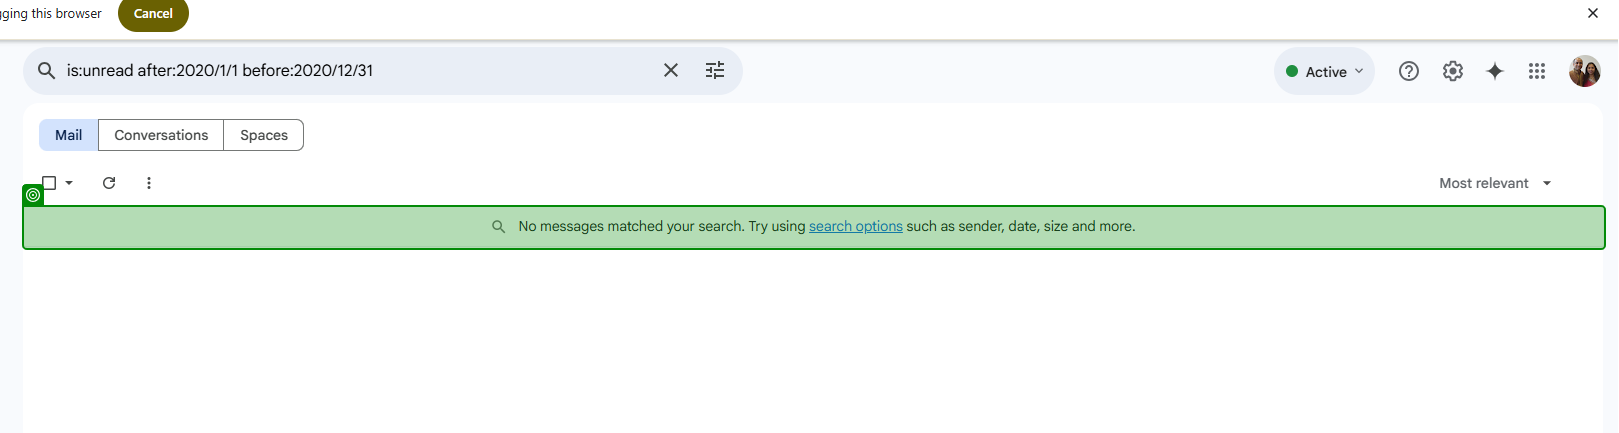 gging this browser Cancel
is:unread after:2020/1/1 before:2020/12/31
Active
Mail Conversations Spaces
Most relevant
No messages matched your search. Try using search options such as sender, date, size and more.